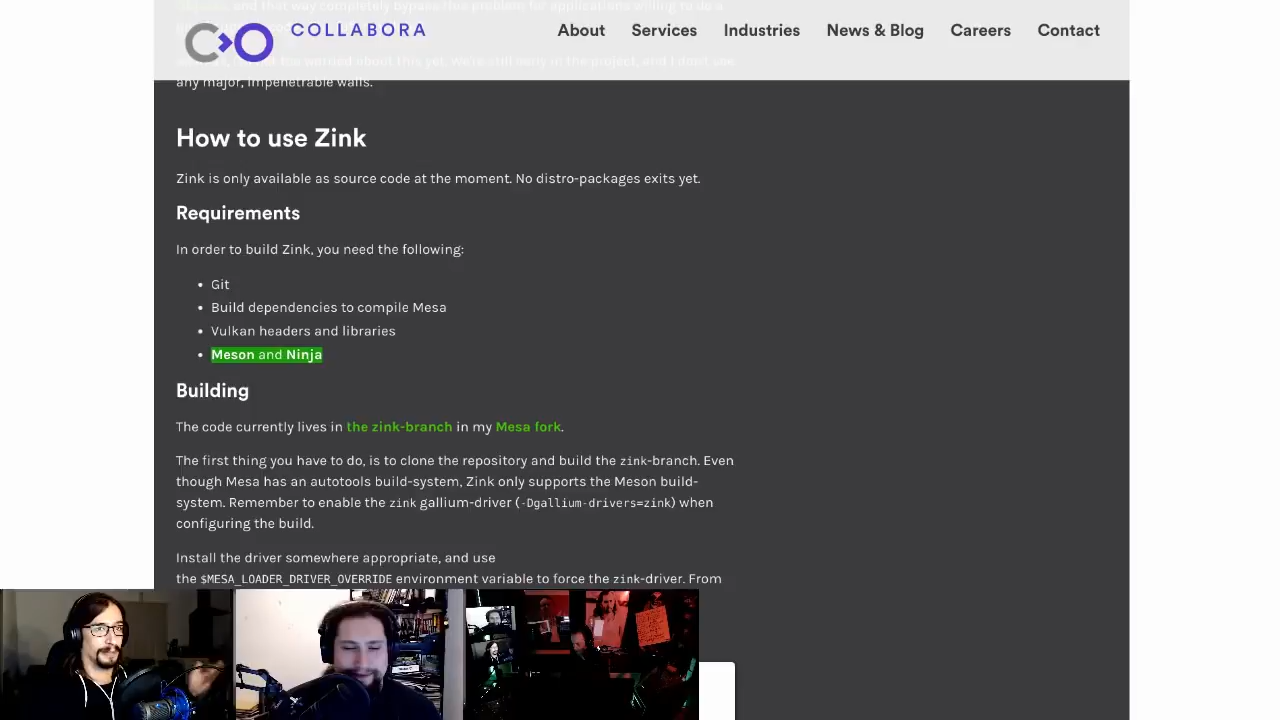 COLLABORA
About
Services
Industries
News & Blog
Careers
Contact
any major, impenetrable walls.
How to use Zink
Zink is only available as source code at the moment. No distro-packages exits yet.
Requirements
In order to build Zink, you need the following:
Git
Build dependencies to compile Mesa
Vulkan headers and libraries
Meson and Ninja
Building
The code currently lives in the zink-branch in my Mesa fork.
The first thing you have to do, is to clone the repository and build the zink-branch. Even
though Mesa has an autotools build-system, Zink only supports the Meson build-
system. Remember to enable the zink gallium-driver (-Dgallium-drivers=zink) when
configuring the build.
Install the driver somewhere appropriate, and use
the $MESA_LOADER_DRIVER_OVERRIDE environment variable to force the zink-driver. From